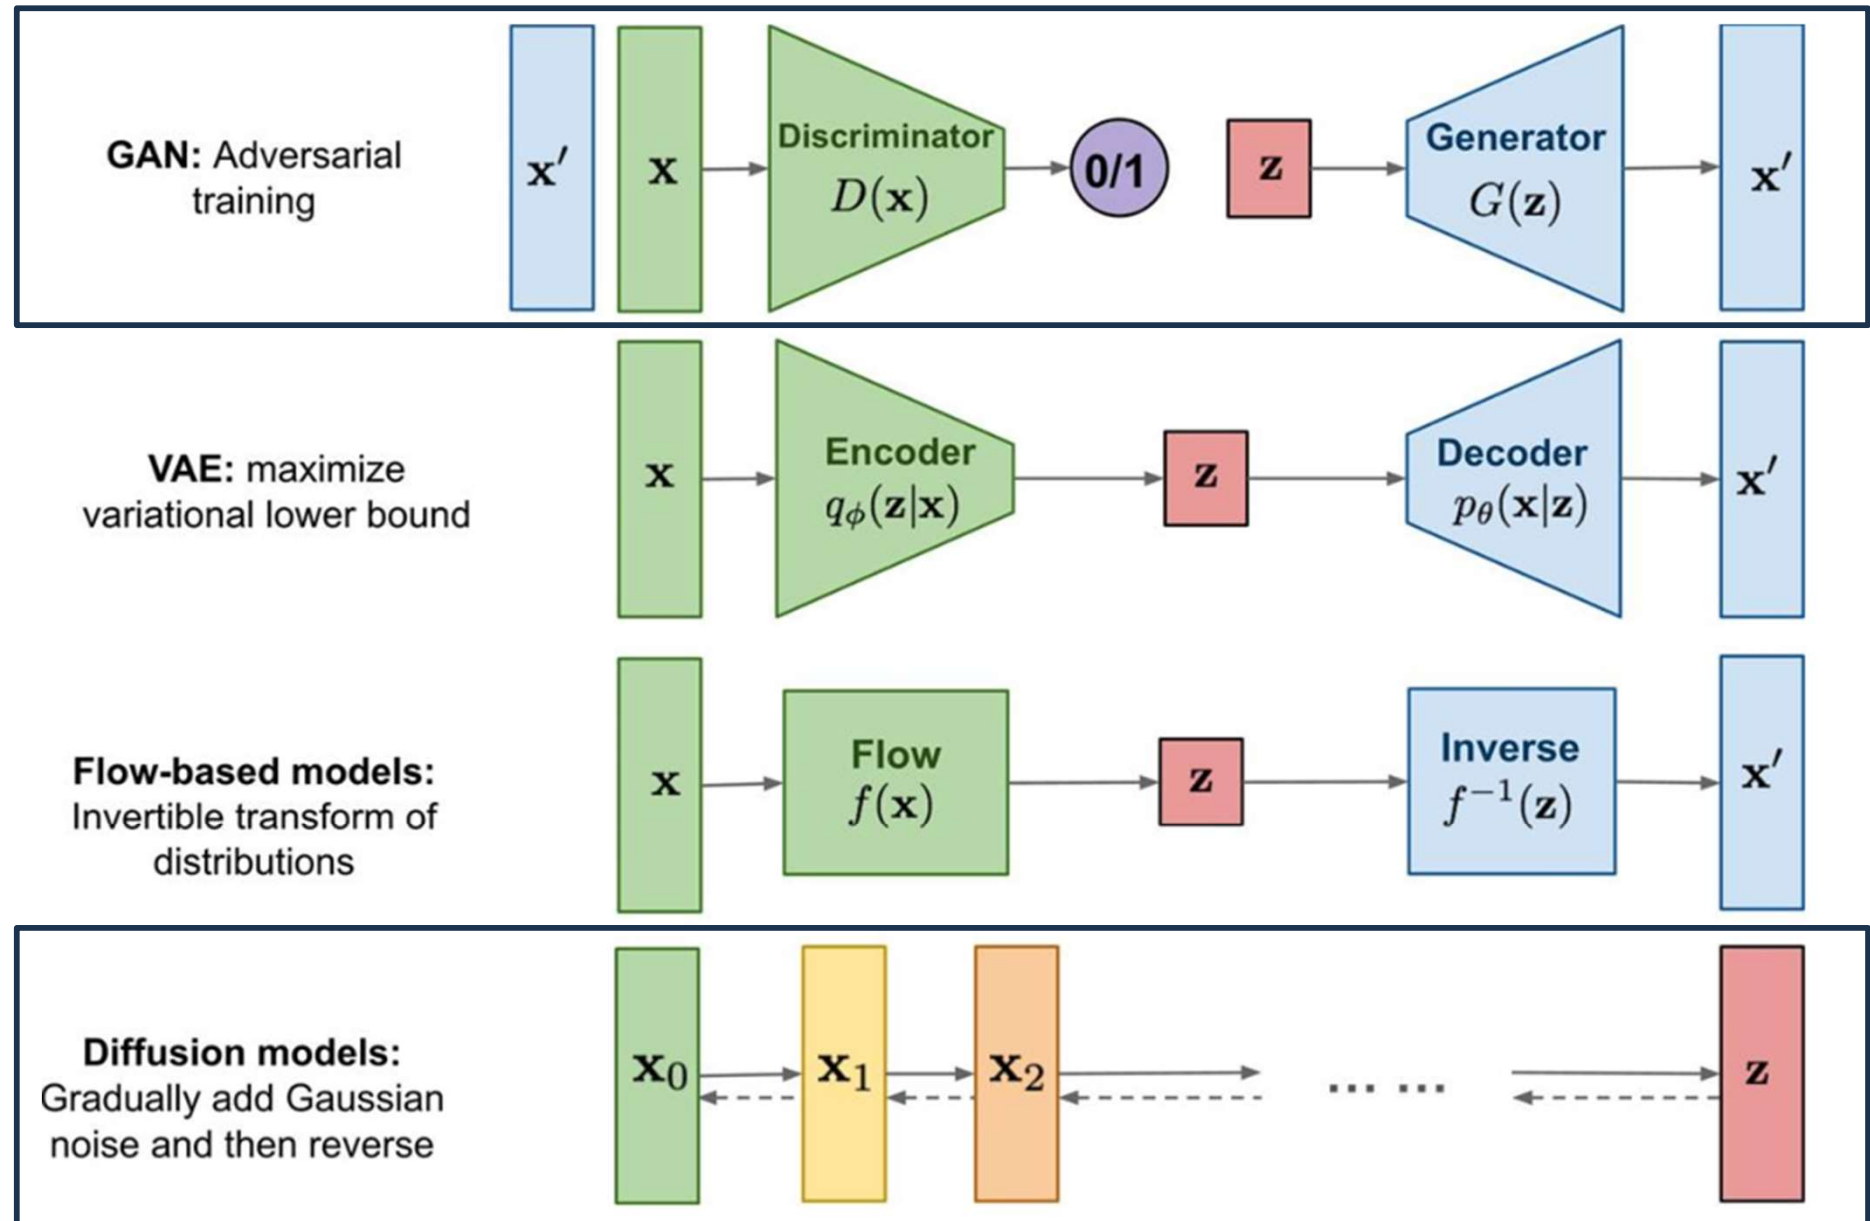 GAN: Adversarial
training
x′
x
Discriminator
D(x)
0/1
z
Generator
G(z)
x′
VAE: maximize
variational lower bound
x
Encoder
qϕ(z|x)
z
Decoder
pθ(x|z)
x′
Flow-based models:
Invertible transform of
distributions
x
Flow
f(x)
z
Inverse
f⁻¹(z)
x′
Diffusion models:
Gradually add Gaussian
noise and then reverse
x₀
x₁
x₂
... ...
z